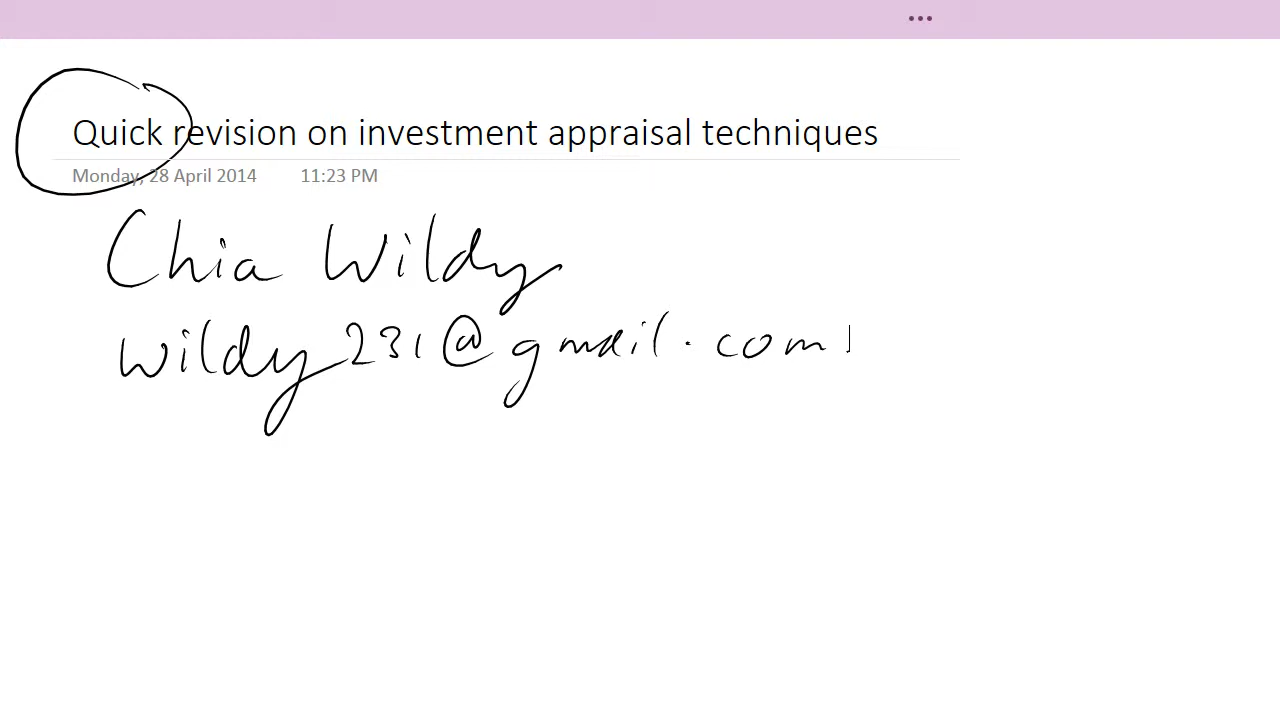 Quick revision on investment appraisal techniques
Monday, 28 April 2014 11:23 PM
Chia Wildy
wildy231@gmail.com